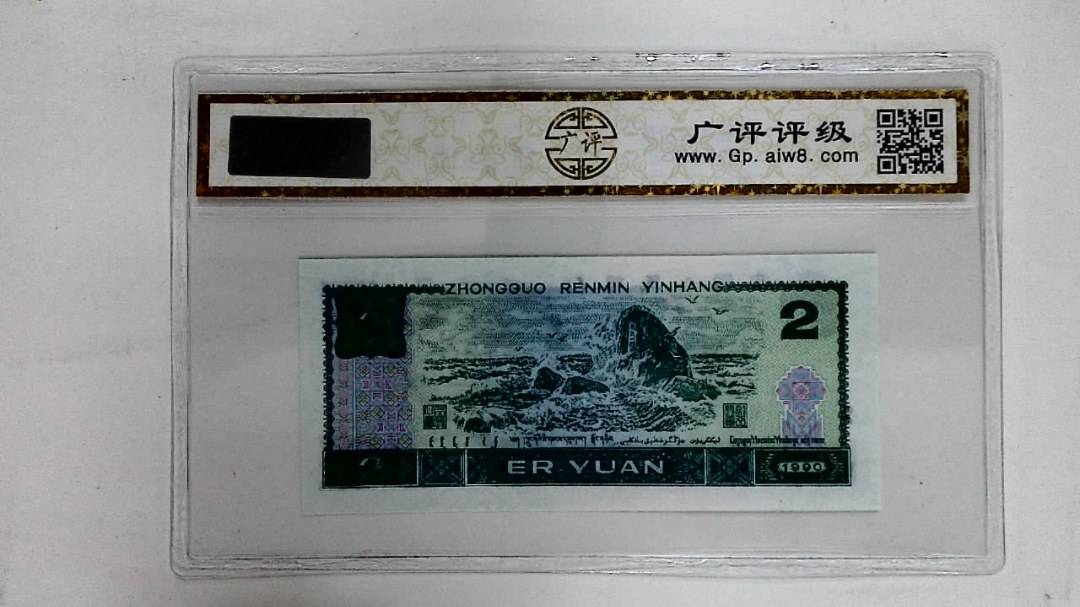 广评
广评评级
www. Gp. aiw8. com
ZHONGGUO RENMIN YINHANG
2
ER YUAN
1990